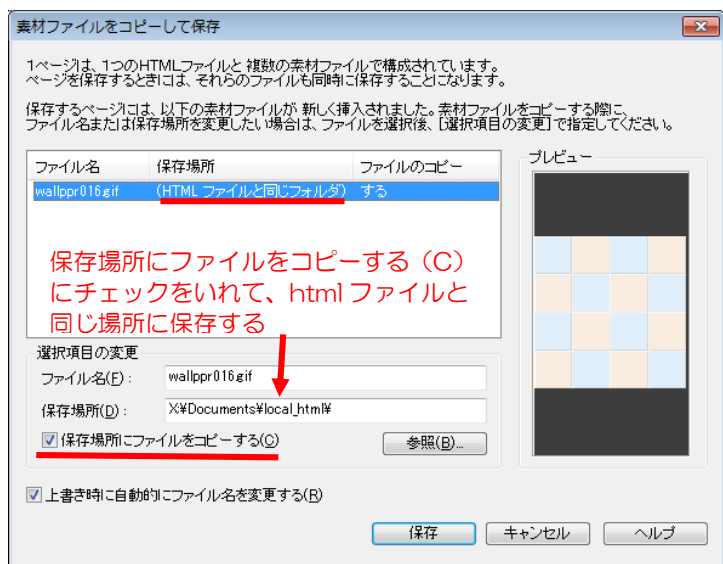 素材ファイルをコピーして保存
1ページは、1つのHTMLファイルと 複数の素材ファイルで構成されています。
ページを保存するときには、それらのファイルも同時に保存することになります。
保存するページには、以下の素材ファイルが 新しく挿入されました。素材ファイルをコピーする際に、
ファイル名または保存場所を変更したい場合は、ファイルを選択後、[選択項目の変更]で指定してください。
ファイル名 保存場所 ファイルのコピー
wallppr016.gif (HTML ファイルと同じフォルダ) する
プレビュー
保存場所にファイルをコピーする（C）
にチェックをいれて、html ファイルと
同じ場所に保存する
選択項目の変更
ファイル名(F)： wallppr016.gif
保存場所(D)： X:¥Documents¥local_html¥
保存場所にファイルをコピーする(C)
参照(B)...
上書き時に自動的にファイル名を変更する(R)
保存 キャンセル ヘルプ